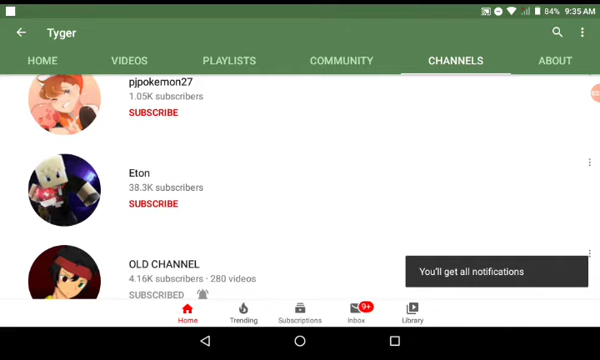 84% 9:35 AM
Tyger
HOME VIDEOS PLAYLISTS COMMUNITY CHANNELS ABOUT
pjpokemon27
1.05K subscribers
SUBSCRIBE
Eton
38.3K subscribers
SUBSCRIBE
OLD CHANNEL
4.16K subscribers · 280 videos
SUBSCRIBED
You'll get all notifications
9+
Home Trending Subscriptions Inbox Library